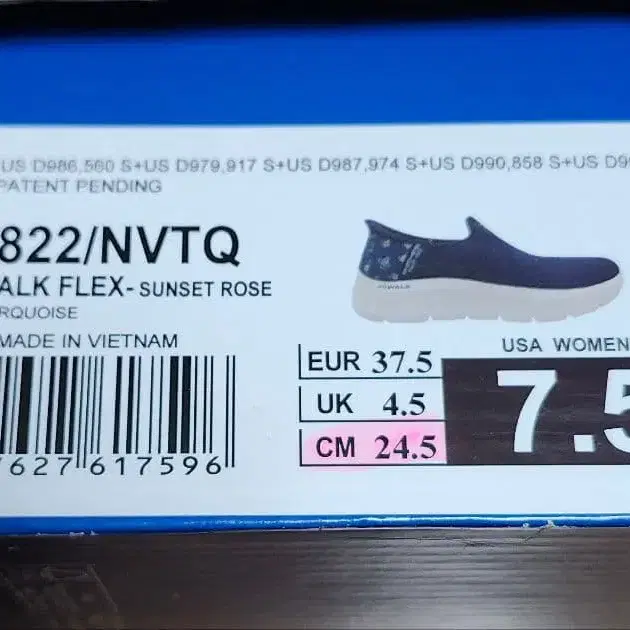 US D986,560 S+US D979,917 S+US D987,974 S+US D990,858 S+US D9
PATENT PENDING
822/NVTQ
ALK FLEX- SUNSET ROSE
RQUOISE
MADE IN VIETNAM
USA WOMEN
EUR 37.5
UK 4.5
CM 24.5
7.5
627 617596
GOWALK